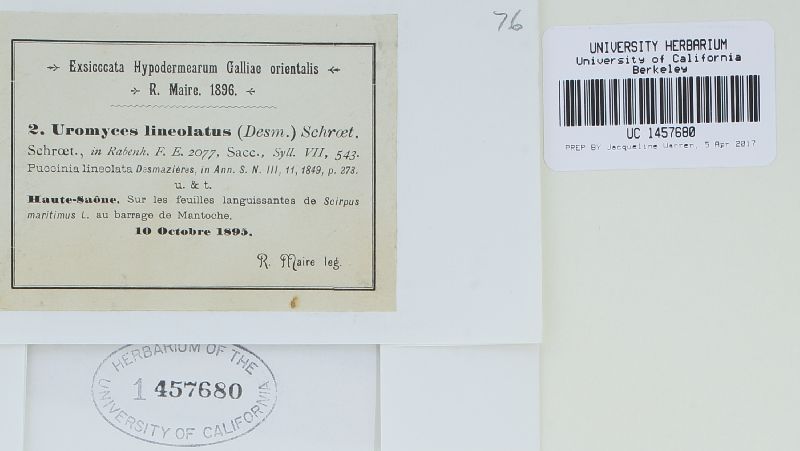 76
Exsiccata Hypodermearum Galliae orientalis
R. Maire. 1896.
2. Uromyces lineolatus (Desm.) Schrœt.
Schrœt., in Rabenh. F. E. 2077, Sacc., Syll. VII, 543.
Puccinia lineolata Desmazières, in Ann. S. N. III, 11, 1849, p. 273.
u. & t.
Haute-Saône. Sur les feuilles languissantes de Scirpus
maritimus L. au barrage de Mantoche.
10 Octobre 1895.
R. Maire leg.
UNIVERSITY HERBARIUM
University of California
Berkeley
UC 1457680
PREP BY Jacqueline Warren, 5 Apr 2017
HERBARIUM OF THE
1 457680
UNIVERSITY OF CALIFORNIA